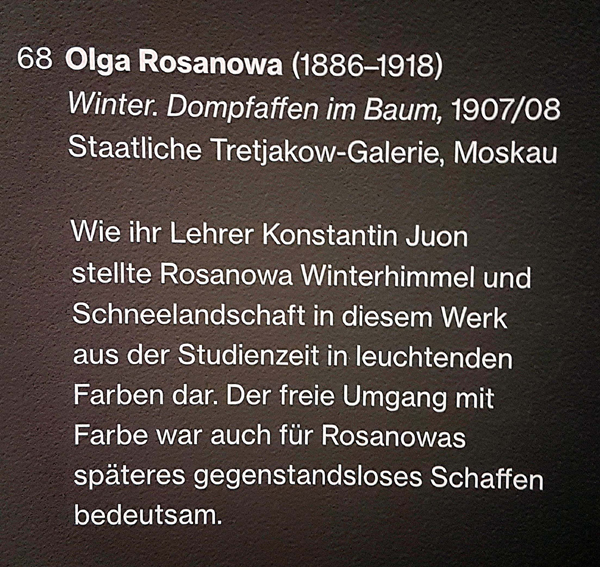 68 Olga Rosanowa (1886–1918)
Winter. Dompfaffen im Baum, 1907/08
Staatliche Tretjakow-Galerie, Moskau
Wie ihr Lehrer Konstantin Juon
stellte Rosanowa Winterhimmel und
Schneelandschaft in diesem Werk
aus der Studienzeit in leuchtenden
Farben dar. Der freie Umgang mit
Farbe war auch für Rosanowas
späteres gegenstandsloses Schaffen
bedeutsam.